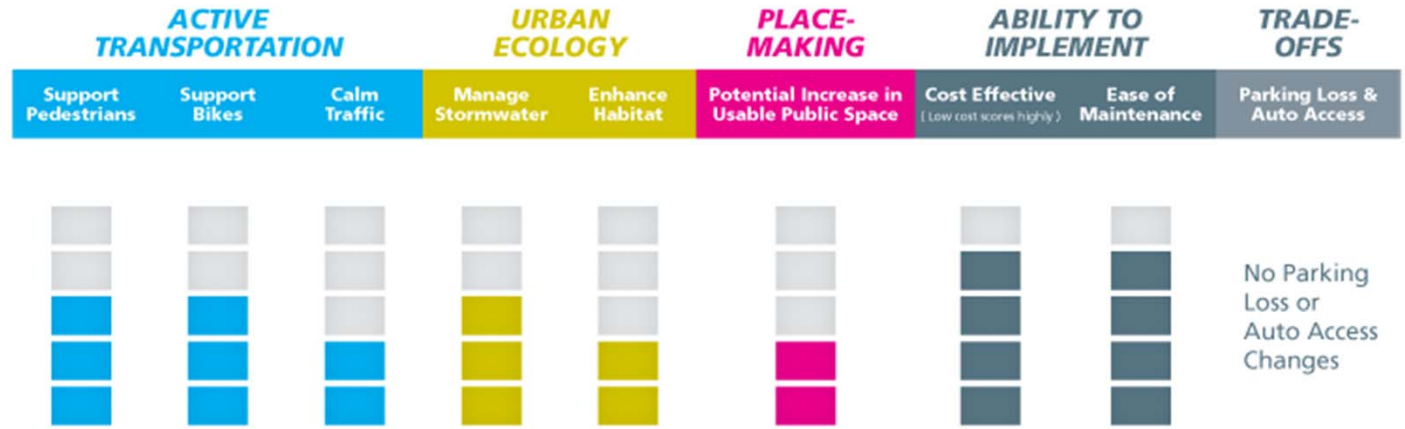 ACTIVE
TRANSPORTATION
URBAN
ECOLOGY
PLACE-
MAKING
ABILITY TO
IMPLEMENT
TRADE-
OFFS
Support
Pedestrians
Support
Bikes
Calm
Traffic
Manage
Stormwater
Enhance
Habitat
Potential Increase in
Usable Public Space
Cost Effective
( Low cost scores highly )
Ease of
Maintenance
Parking Loss &
Auto Access
No Parking
Loss or
Auto Access
Changes